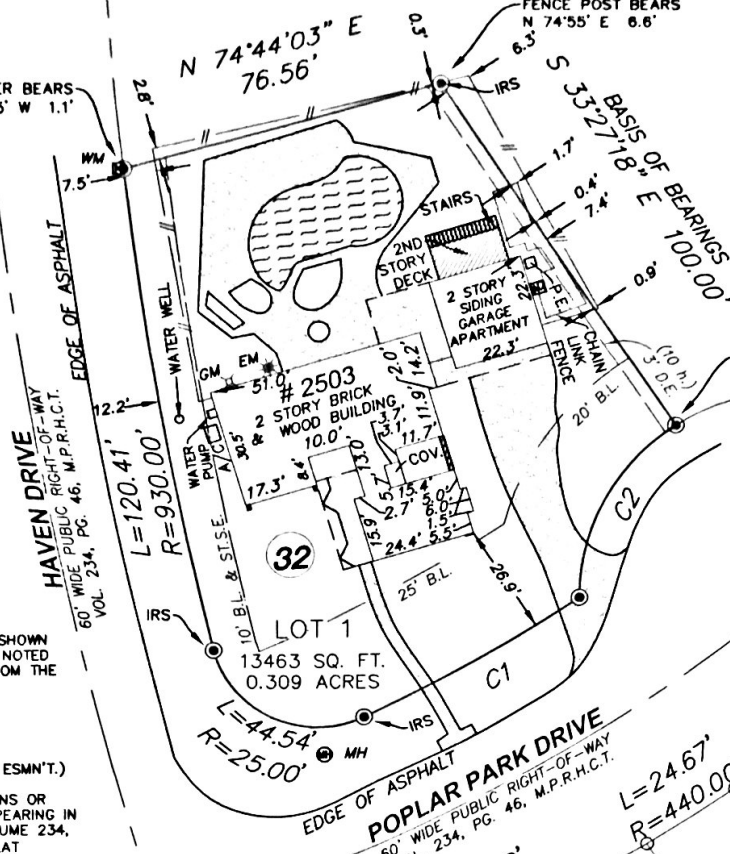 FENCE POST BEARS
N 74°55' E 6.6'
N 74°44'03" E
76.56'
0.3'
6.3'
IRS
ER BEARS
W 1.1'
2.8'
WM
7.5'
S 33°27'18" E 100.00'
BASIS OF BEARINGS
1.7'
0.4'
7.4'
0.9'
STAIRS
2ND
STORY
DECK
2 STORY
SIDING
GARAGE
APARTMENT
22.3'
22.3'
P.E.
CHAIN
LINK
FENCE
(10 h.)
3' D.E.
20' B.L.
EDGE OF ASPHALT
WATER WELL
GM
EM
51.0'
# 2503
2 STORY BRICK
& WOOD BUILDING
2.0'
14.2'
11.9'
12.2'
HAVEN DRIVE
60' WIDE PUBLIC RIGHT-OF-WAY
VOL. 234, PG. 46, M.P.R.H.C.T.
L=120.41'
R=930.00'
WATER
PUMP
A/C
30.5'
10.0'
13.0'
8.4'
17.3'
3.7'
3.1'
11.7'
COV.
5.7'
15.4'
2.7'
5.0'
6.0'
1.5'
5.5'
15.9'
24.4'
32
25' B.L.
26.9'
C2
C1
10' B.L. & ST.S.E.
IRS
LOT 1
13463 SQ. FT.
0.309 ACRES
L=44.54'
R=25.00'
IRS
MH
MH
EDGE OF ASPHALT
POPLAR PARK DRIVE
60' WIDE PUBLIC RIGHT-OF-WAY
234, PG. 46, M.P.R.H.C.T.
L=24.67'
R=440.00
SHOWN
NOTED
OM THE
ESMN'T.)
NS OR
PEARING IN
UME 234,
LAT